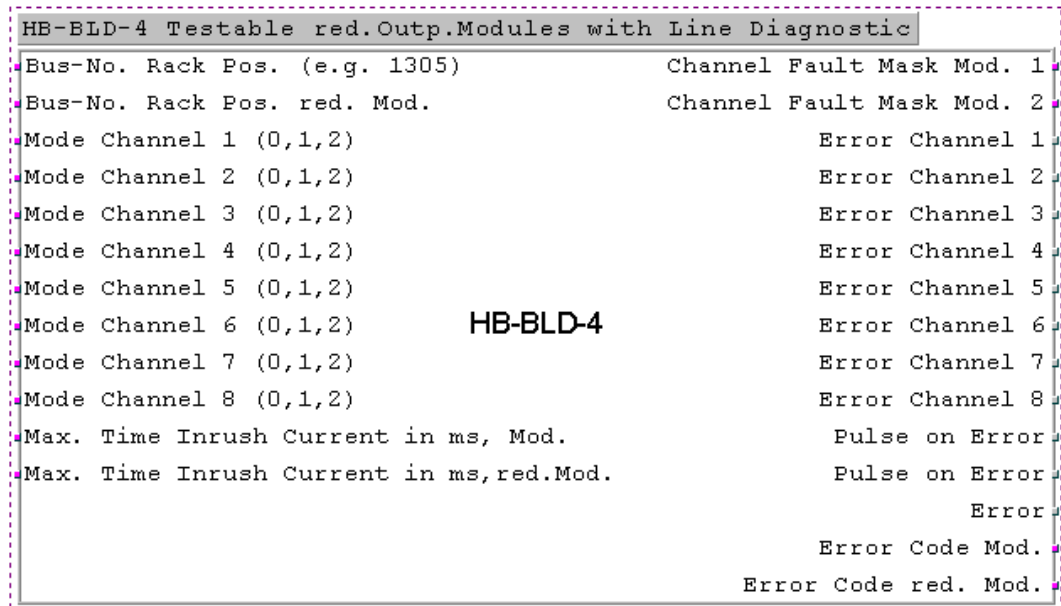 HB-BLD-4 Testable red.Outp.Modules with Line Diagnostic
Bus-No. Rack Pos. (e.g. 1305) Channel Fault Mask Mod. 1
Bus-No. Rack Pos. red. Mod. Channel Fault Mask Mod. 2
Mode Channel 1 (0,1,2) Error Channel 1
Mode Channel 2 (0,1,2) Error Channel 2
Mode Channel 3 (0,1,2) Error Channel 3
Mode Channel 4 (0,1,2) Error Channel 4
Mode Channel 5 (0,1,2) Error Channel 5
Mode Channel 6 (0,1,2) HB-BLD-4 Error Channel 6
Mode Channel 7 (0,1,2) Error Channel 7
Mode Channel 8 (0,1,2) Error Channel 8
Max. Time Inrush Current in ms, Mod. Pulse on Error
Max. Time Inrush Current in ms,red.Mod. Pulse on Error
Error
Error Code Mod.
Error Code red. Mod.